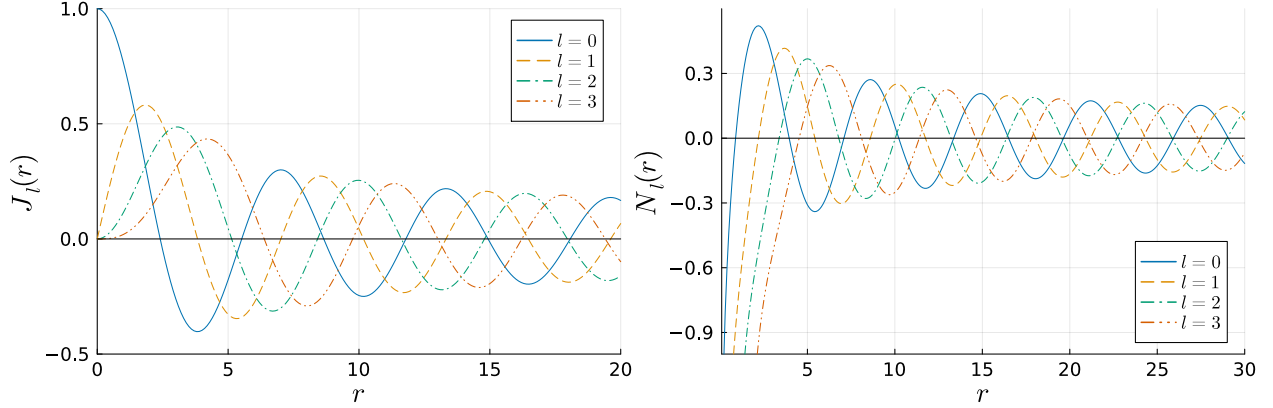 1.0
0.5
0.0
−0.5
J_l(r)
0 5 10 15 20
r
l = 0
l = 1
l = 2
l = 3
0.3
0.0
−0.3
−0.6
−0.9
N_l(r)
5 10 15 20 25 30
r
l = 0
l = 1
l = 2
l = 3